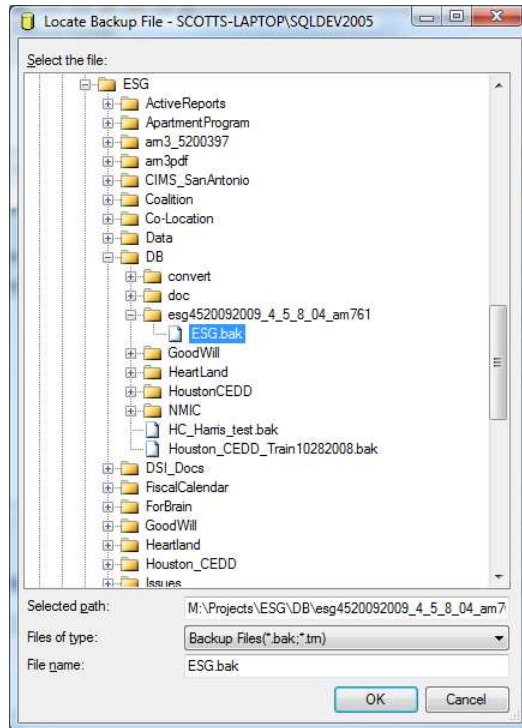 Locate Backup File - SCOTTS-LAPTOP\SQLDEV2005
Select the file:
ESG
ActiveReports
ApartmentProgram
am3_5200397
am3pdf
CIMS_SanAntonio
Coalition
Co-Location
Data
DB
convert
doc
esg4520092009_4_5_8_04_am761
ESG.bak
GoodWill
HeartLand
HoustonCEDD
NMIC
HC_Harris_test.bak
Houston_CEDD_Train10282008.bak
DSI_Docs
FiscalCalendar
ForBrain
GoodWill
Heartland
Houston_CEDD
Issues
Selected path: M:\Projects\ESG\DB\esg4520092009_4_5_8_04_am7
Files of type: Backup Files(*.bak;*.trn)
File name: ESG.bak
OK Cancel